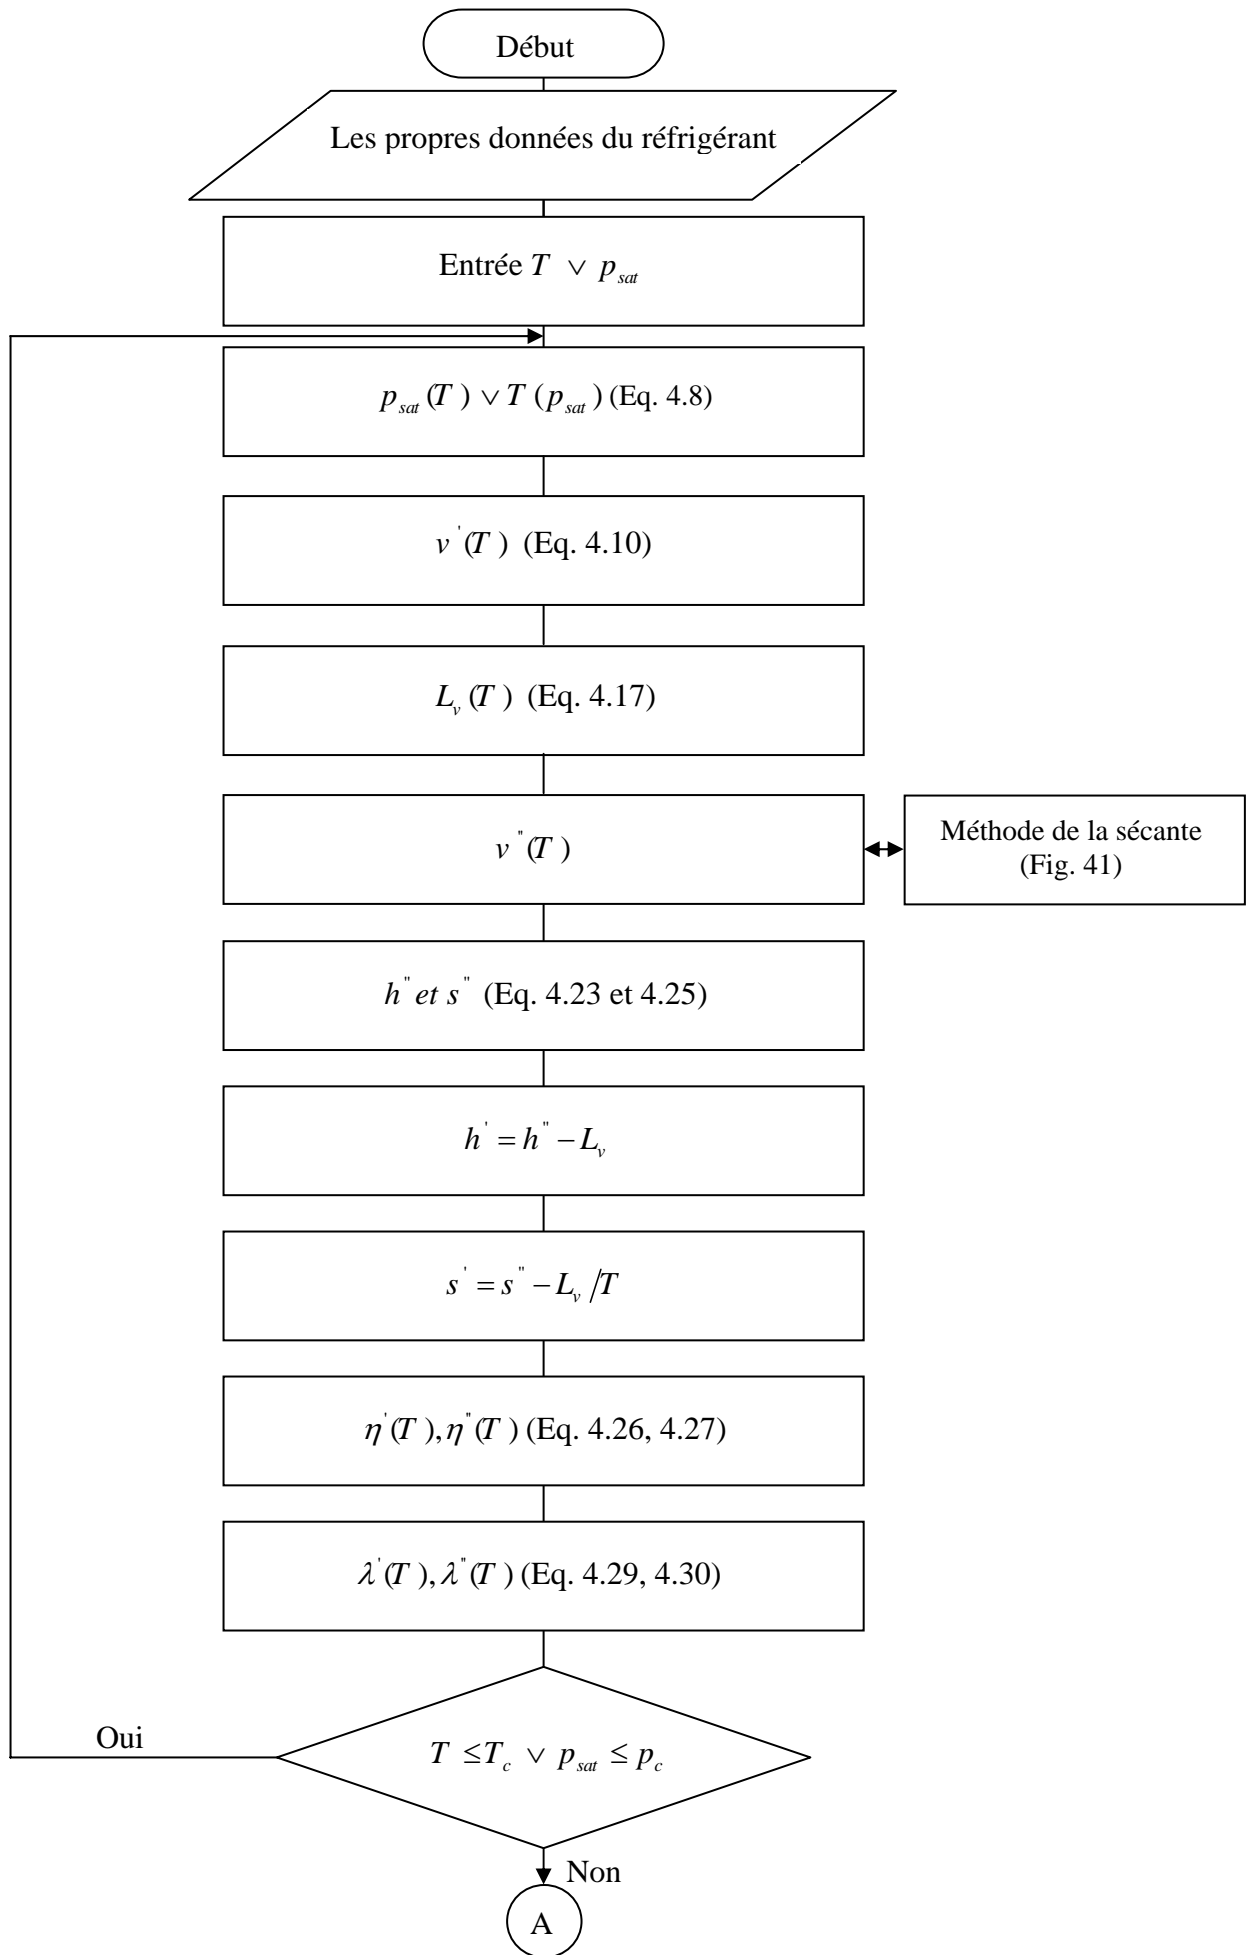 Début
Les propres données du réfrigérant
Entrée T ∨ p_sat
p_sat(T) ∨ T(p_sat) (Eq. 4.8)
v'(T) (Eq. 4.10)
L_v(T) (Eq. 4.17)
v"(T)
Méthode de la sécante
(Fig. 41)
h" et s" (Eq. 4.23 et 4.25)
h' = h" − L_v
s' = s" − L_v/T
η'(T), η"(T) (Eq. 4.26, 4.27)
λ'(T), λ"(T) (Eq. 4.29, 4.30)
Oui
T ≤ T_c ∨ p_sat ≤ p_c
Non
A